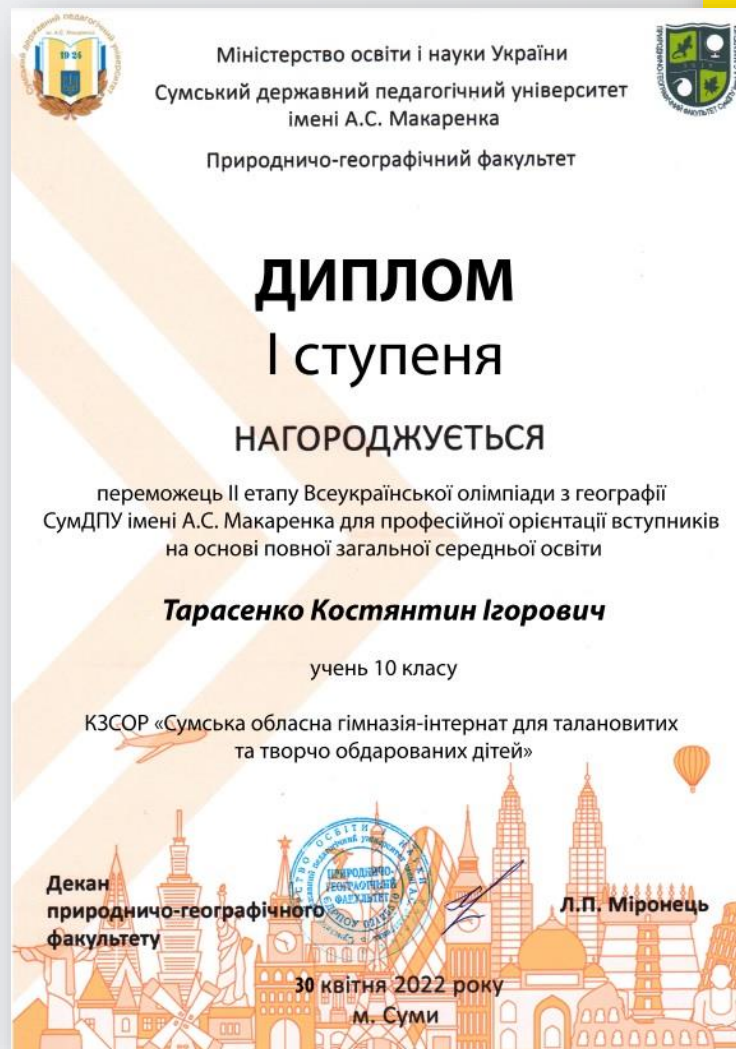 Міністерство освіти і науки України
Сумський державний педагогічний університет
імені А.С. Макаренка
Природничо-географічний факультет
ДИПЛОМ
І ступеня
НАГОРОДЖУЄТЬСЯ
переможець ІІ етапу Всеукраїнської олімпіади з географії
СумДПУ імені А.С. Макаренка для професійної орієнтації вступників
на основі повної загальної середньої освіти
Тарасенко Костянтин Ігорович
учень 10 класу
КЗСОР «Сумська обласна гімназія-інтернат для талановитих
та творчо обдарованих дітей»
ПРИРОДНИЧО-
ГЕОГРАФІЧНИЙ
ФАКУЛЬТЕТ
Декан
природничо-географічного
факультету
Л.П. Міронець
30 квітня 2022 року
м. Суми